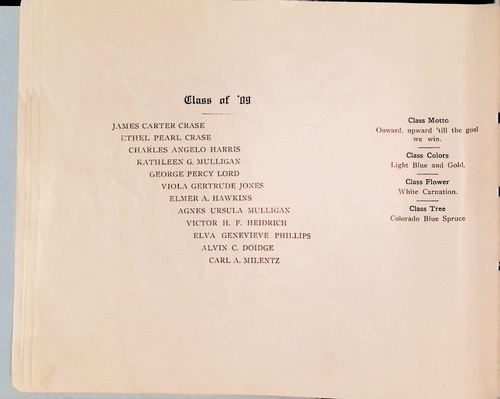 Class of '09
JAMES CARTER CRASE
ETHEL PEARL CRASE
CHARLES ANGELO HARRIS
KATHLEEN G. MULLIGAN
GEORGE PERCY LORD
VIOLA GERTRUDE JONES
ELMER A. HAWKINS
AGNES URSULA MULLIGAN
VICTOR H. F. HEIDRICH
ELVA GENEVIEVE PHILLIPS
ALVIN C. DOIDGE
CARL A. MILENTZ
Class Motto
Onward, upward 'till the goal
we win.
Class Colors
Light Blue and Gold.
Class Flower
White Carnation.
Class Tree
Colorado Blue Spruce